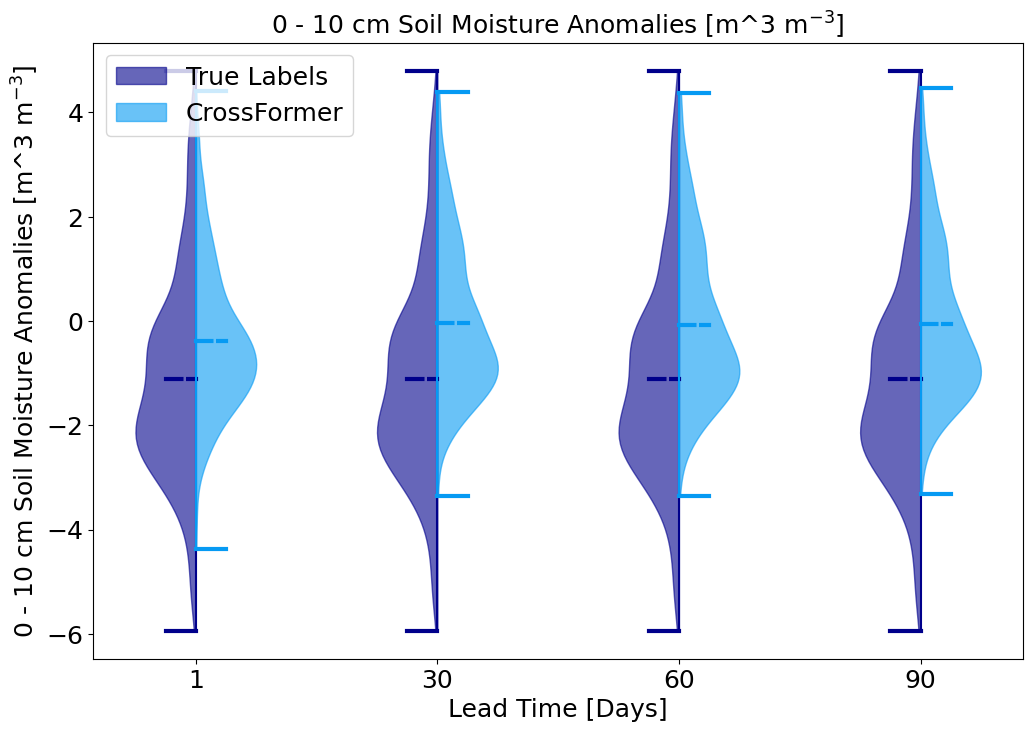 0 - 10 cm Soil Moisture Anomalies [m^3 m⁻³]
0 - 10 cm Soil Moisture Anomalies [m^3 m⁻³]
True Labels
CrossFormer
4
2
0
−2
−4
−6
1 30 60 90
Lead Time [Days]